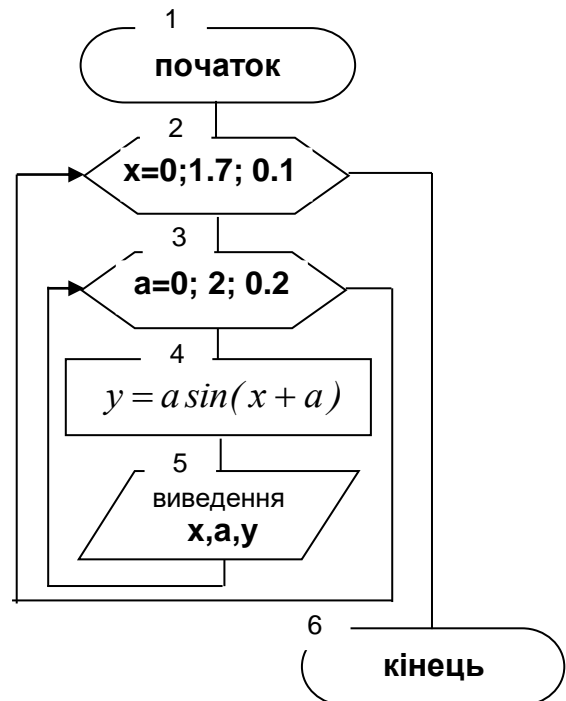 1
початок
2
x=0;1.7; 0.1
3
a=0; 2; 0.2
4
y = a sin( x + a )
5
виведення
x,a,y
6
кінець